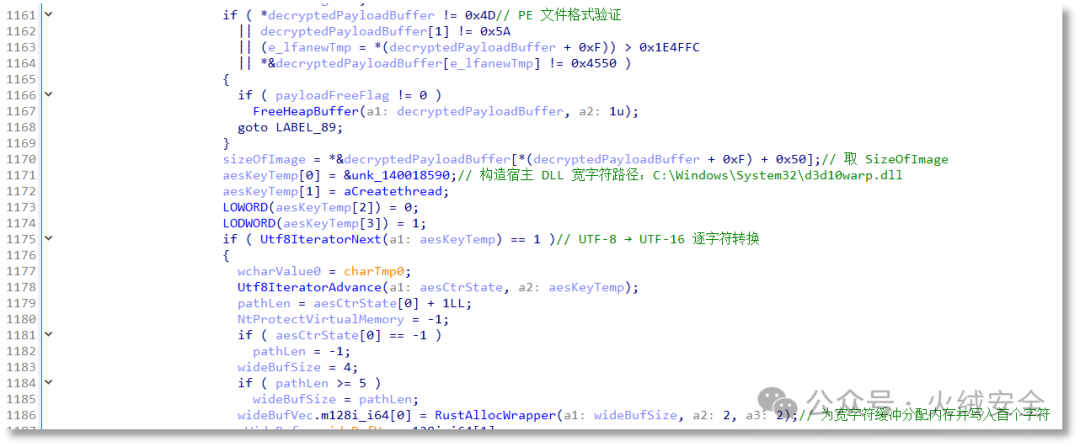 1161 if ( *decryptedPayloadBuffer != 0x4D// PE 文件格式验证
1162 || decryptedPayloadBuffer[1] != 0x5A
1163 || (e_lfanewTmp = *(decryptedPayloadBuffer + 0xF)) > 0x1E4FFC
1164 || *&decryptedPayloadBuffer[e_lfanewTmp] != 0x4550 )
1165 {
1166 if ( payloadFreeFlag != 0 )
1167 FreeHeapBuffer(a1: decryptedPayloadBuffer, a2: 1u);
1168 goto LABEL_89;
1169 }
1170 sizeOfImage = *&decryptedPayloadBuffer[*(decryptedPayloadBuffer + 0xF) + 0x50];// 取 SizeOfImage
1171 aesKeyTemp[0] = &unk_140018590;// 构造宿主 DLL 宽字符路径：C:\Windows\System32\d3d10warp.dll
1172 aesKeyTemp[1] = aCreatethread;
1173 LOWORD(aesKeyTemp[2]) = 0;
1174 LODWORD(aesKeyTemp[3]) = 1;
1175 if ( Utf8IteratorNext(a1: aesKeyTemp) == 1 )// UTF-8 → UTF-16 逐字符转换
1176 {
1177 wcharValue0 = charTmp0;
1178 Utf8IteratorAdvance(a1: aesCtrState, a2: aesKeyTemp);
1179 pathLen = aesCtrState[0] + 1LL;
1180 NtProtectVirtualMemory = -1;
1181 if ( aesCtrState[0] == -1 )
1182 pathLen = -1;
1183 wideBufSize = 4;
1184 if ( pathLen >= 5 )
1185 wideBufSize = pathLen;
1186 wideBufVec.m128i_i64[0] = RustAllocWrapper(a1: wideBufSize, a2: 2, a3: 2);// 为宽字符缓冲分配内存并写入首个字符
公众号 · 火绒安全